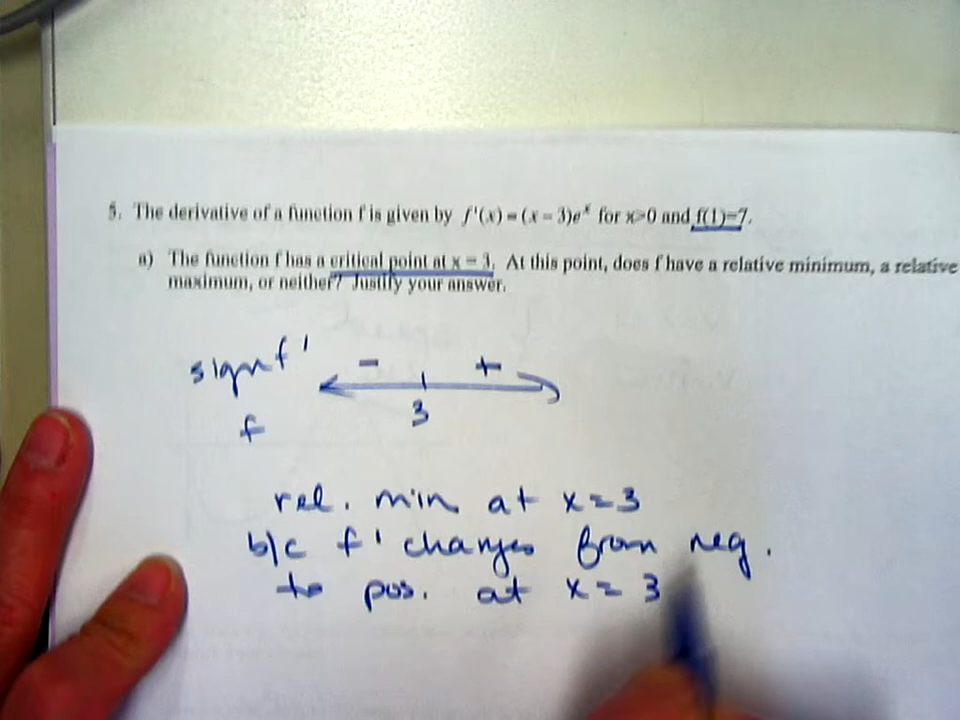 5. The derivative of a function f is given by f'(x) = (x – 3)eˣ for x>0 and f(1)=7.
a) The function f has a critical point at x = 3. At this point, does f have a relative minimum, a relative
maximum, or neither? Justify your answer.
sign f' - +
3
f
rel. min at x = 3
b/c f' changes from neg.
to pos. at x = 3